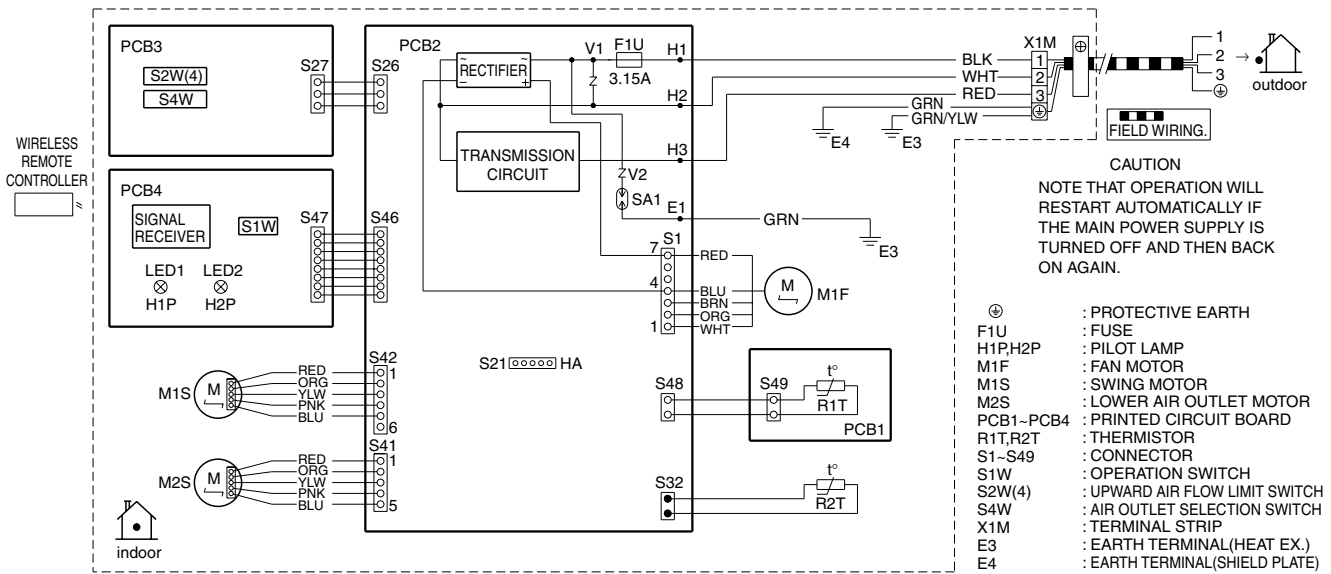 PCB3
S2W(4)
S4W
S27
S26
WIRELESS
REMOTE
CONTROLLER
PCB4
SIGNAL
RECEIVER
S1W
LED1
LED2
H1P
H2P
S47
S46
PCB2
~
~
RECTIFIER
−
+
V1
F1U
3.15A
H1
Z
H2
TRANSMISSION
CIRCUIT
H3
Z V2
SA1
E1
GRN
E3
S1
7
RED
4
BLU
BRN
ORG
1
WHT
M
M1F
S21
HA
M1S
M
RED
ORG
YLW
PNK
BLU
S42
1
6
M2S
M
RED
ORG
YLW
PNK
BLU
S41
1
5
indoor
S48
S49
t°
R1T
PCB1
S32
t°
R2T
X1M
BLK
1
WHT
2
RED
3
GRN
GRN/YLW
E4
E3
1
2
3
→
outdoor
FIELD WIRING.
CAUTION
NOTE THAT OPERATION WILL
RESTART AUTOMATICALLY IF
THE MAIN POWER SUPPLY IS
TURNED OFF AND THEN BACK
ON AGAIN.
⏚ : PROTECTIVE EARTH
F1U : FUSE
H1P,H2P : PILOT LAMP
M1F : FAN MOTOR
M1S : SWING MOTOR
M2S : LOWER AIR OUTLET MOTOR
PCB1~PCB4 : PRINTED CIRCUIT BOARD
R1T,R2T : THERMISTOR
S1~S49 : CONNECTOR
S1W : OPERATION SWITCH
S2W(4) : UPWARD AIR FLOW LIMIT SWITCH
S4W : AIR OUTLET SELECTION SWITCH
X1M : TERMINAL STRIP
E3 : EARTH TERMINAL(HEAT EX.)
E4 : EARTH TERMINAL(SHIELD PLATE)